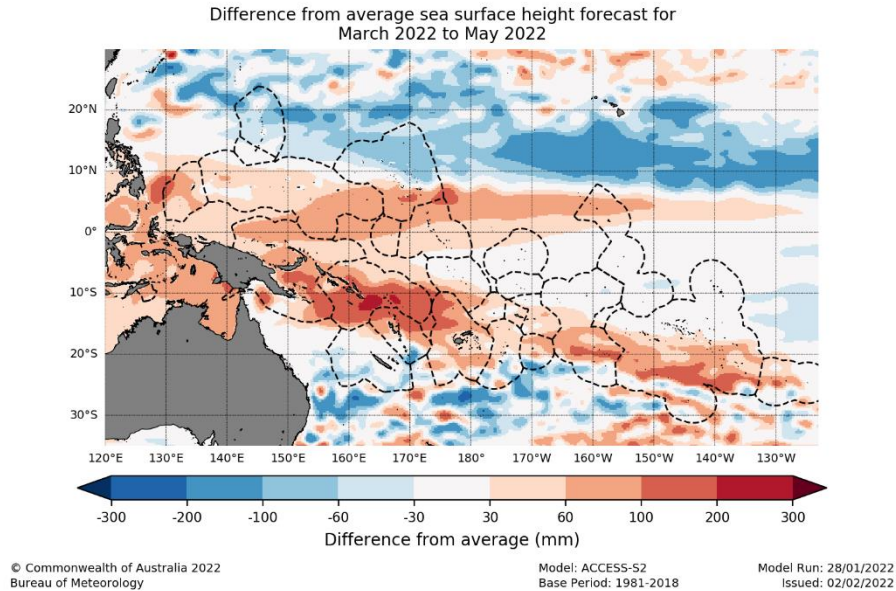 Difference from average sea surface height forecast for
March 2022 to May 2022
20°N
10°N
0°
10°S
20°S
30°S
120°E 130°E 140°E 150°E 160°E 170°E 180° 170°W 160°W 150°W 140°W 130°W
-300 -200 -100 -60 -30 30 60 100 200 300
Difference from average (mm)
© Commonwealth of Australia 2022 Model: ACCESS-S2 Model Run: 28/01/2022
Bureau of Meteorology Base Period: 1981-2018 Issued: 02/02/2022